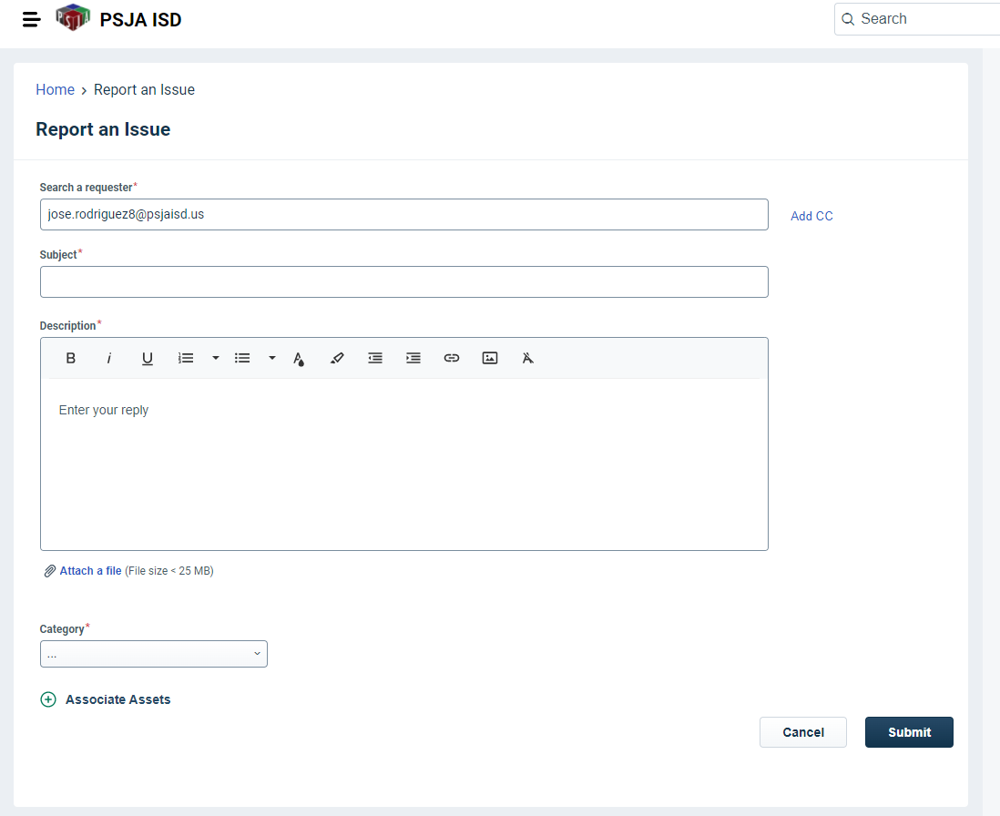 PSJA PSJA ISD Search
Home › Report an Issue
Report an Issue
Search a requester*
jose.rodriguez8@psjaisd.us Add CC
Subject*
Description*
B i U A A
Enter your reply
Attach a file (File size < 25 MB)
Category*
...
Associate Assets
Cancel Submit